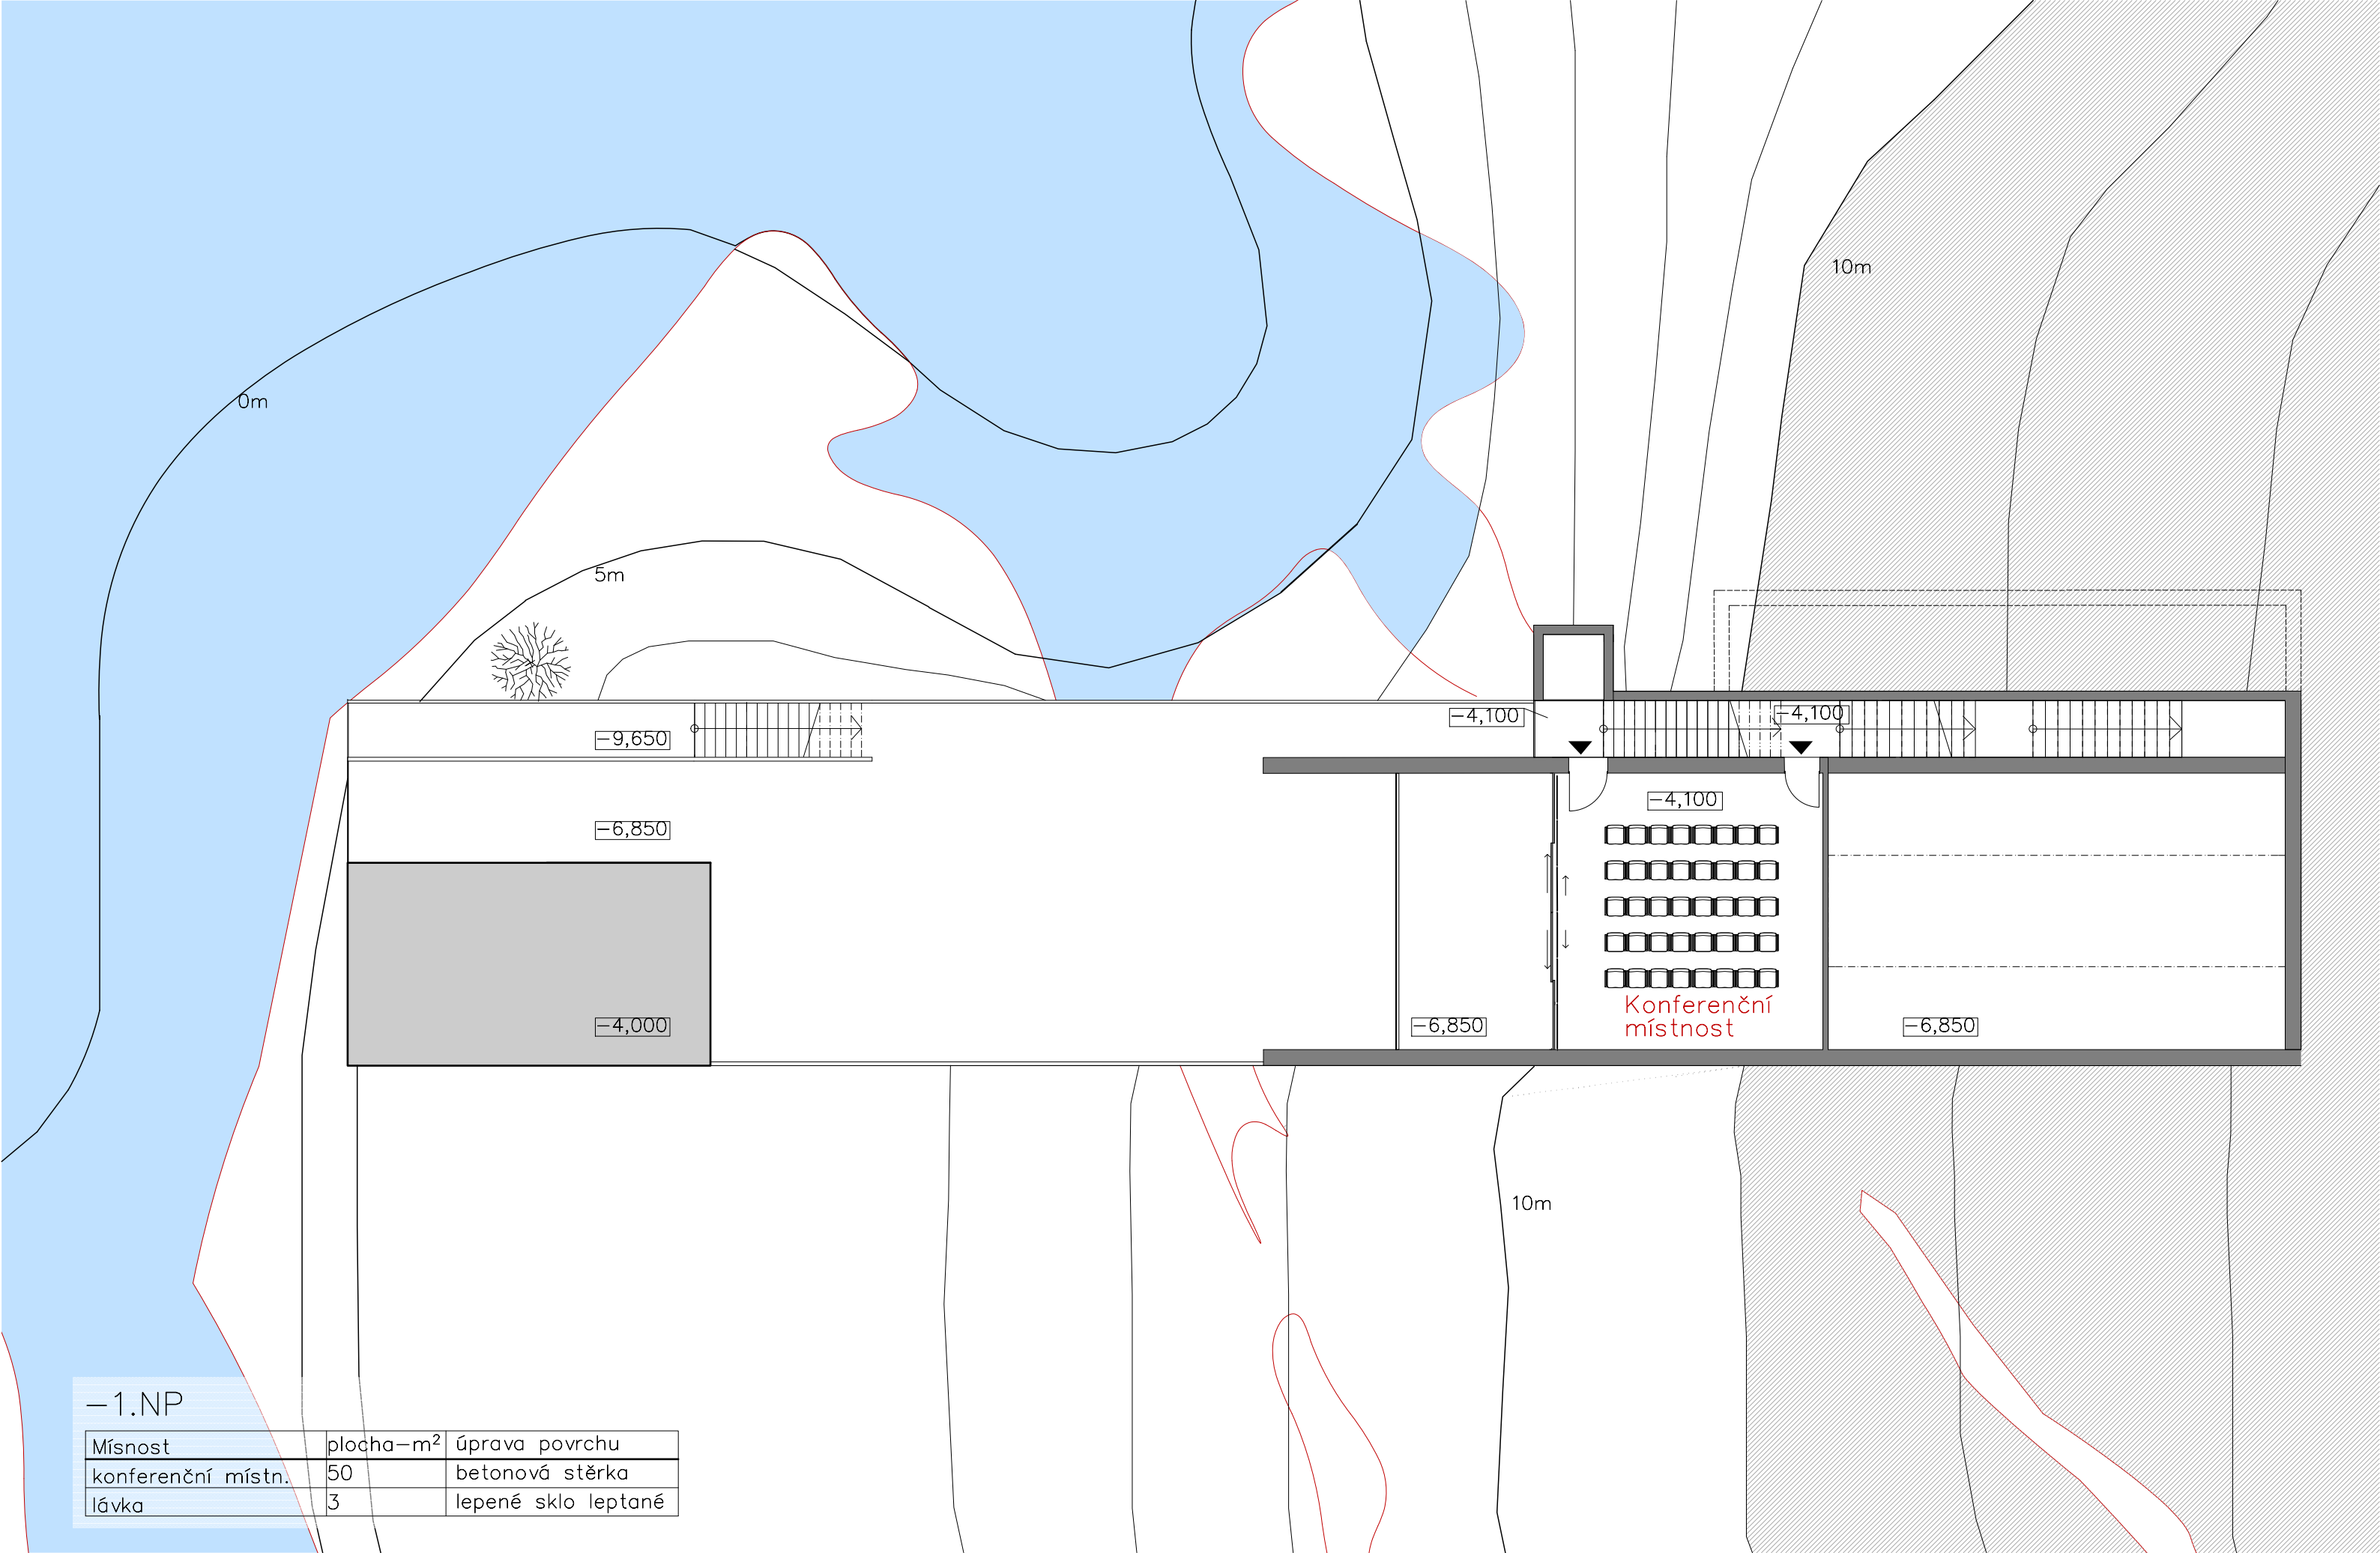 10m
0m
5m
-4,100
-4,100
-9,650
-4,100
-6,850
Konferenční
místnost
-4,000
-6,850
-6,850
10m
-1.NP
Mísnost plocha-m² úprava povrchu
konferenční místn. 50 betonová stěrka
lávka 3 lepené sklo leptané